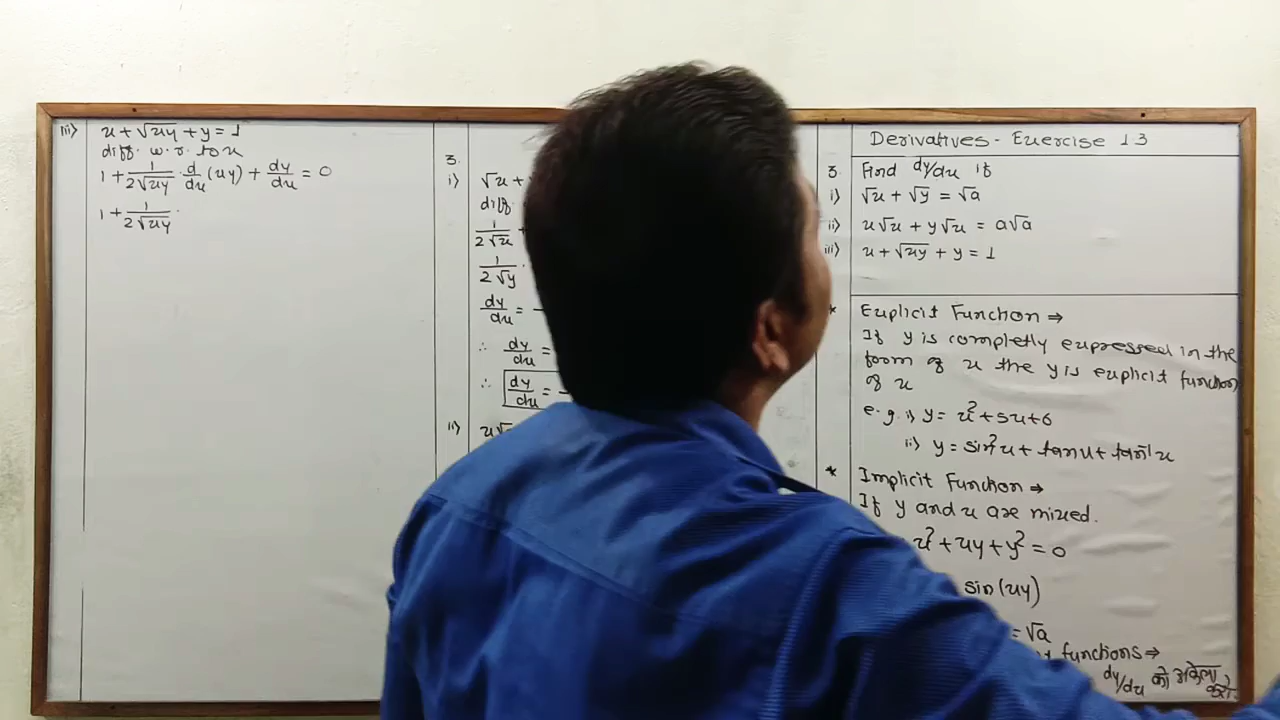 iii) x + √xy + y = 1
diff. w. r. to x
1 + 1/2√xy · d/dx (xy) + dy/dx = 0
1 + 1/2√xy ·
3.
i) √x +
diff.
1/2√x +
1/2√y ·
dy/dx = -
∴ dy/dx =
∴ dy/dx = -
ii)
Derivatives - Exercise 1.3
3. Find dy/dx if
i) √x + √y = √a
ii) x√x + y√x = a√a
iii) x + √xy + y = 1
* Explicit Function ⇒
If y is completly expressed in the
form of x the y is explicit function
of x
e.g. i) y = x² + 5x + 6
ii) y = sin²x + tanx + tan⁻¹x
* Implicit Function ⇒
If y and x are mixed.
x² + xy + y² = 0
sin(xy)
= √a
functions ⇒
dy/dx को अकेला
करो